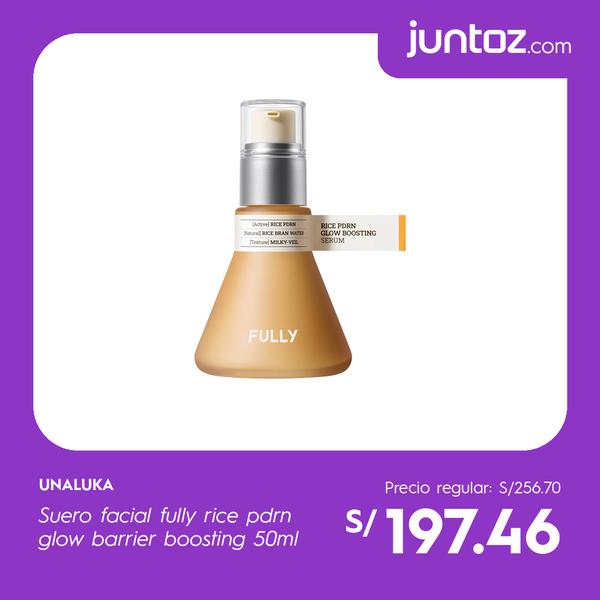 juntoz.com
[Active] RICE PDRN
[Natural] RICE BRAN WATER
[Texture] MILKY-VEIL
RICE PDRN
GLOW BOOSTING
SERUM
FULLY
UNALUKA
Suero facial fully rice pdrn
glow barrier boosting 50ml
Precio regular: S/256.70
S/197.46